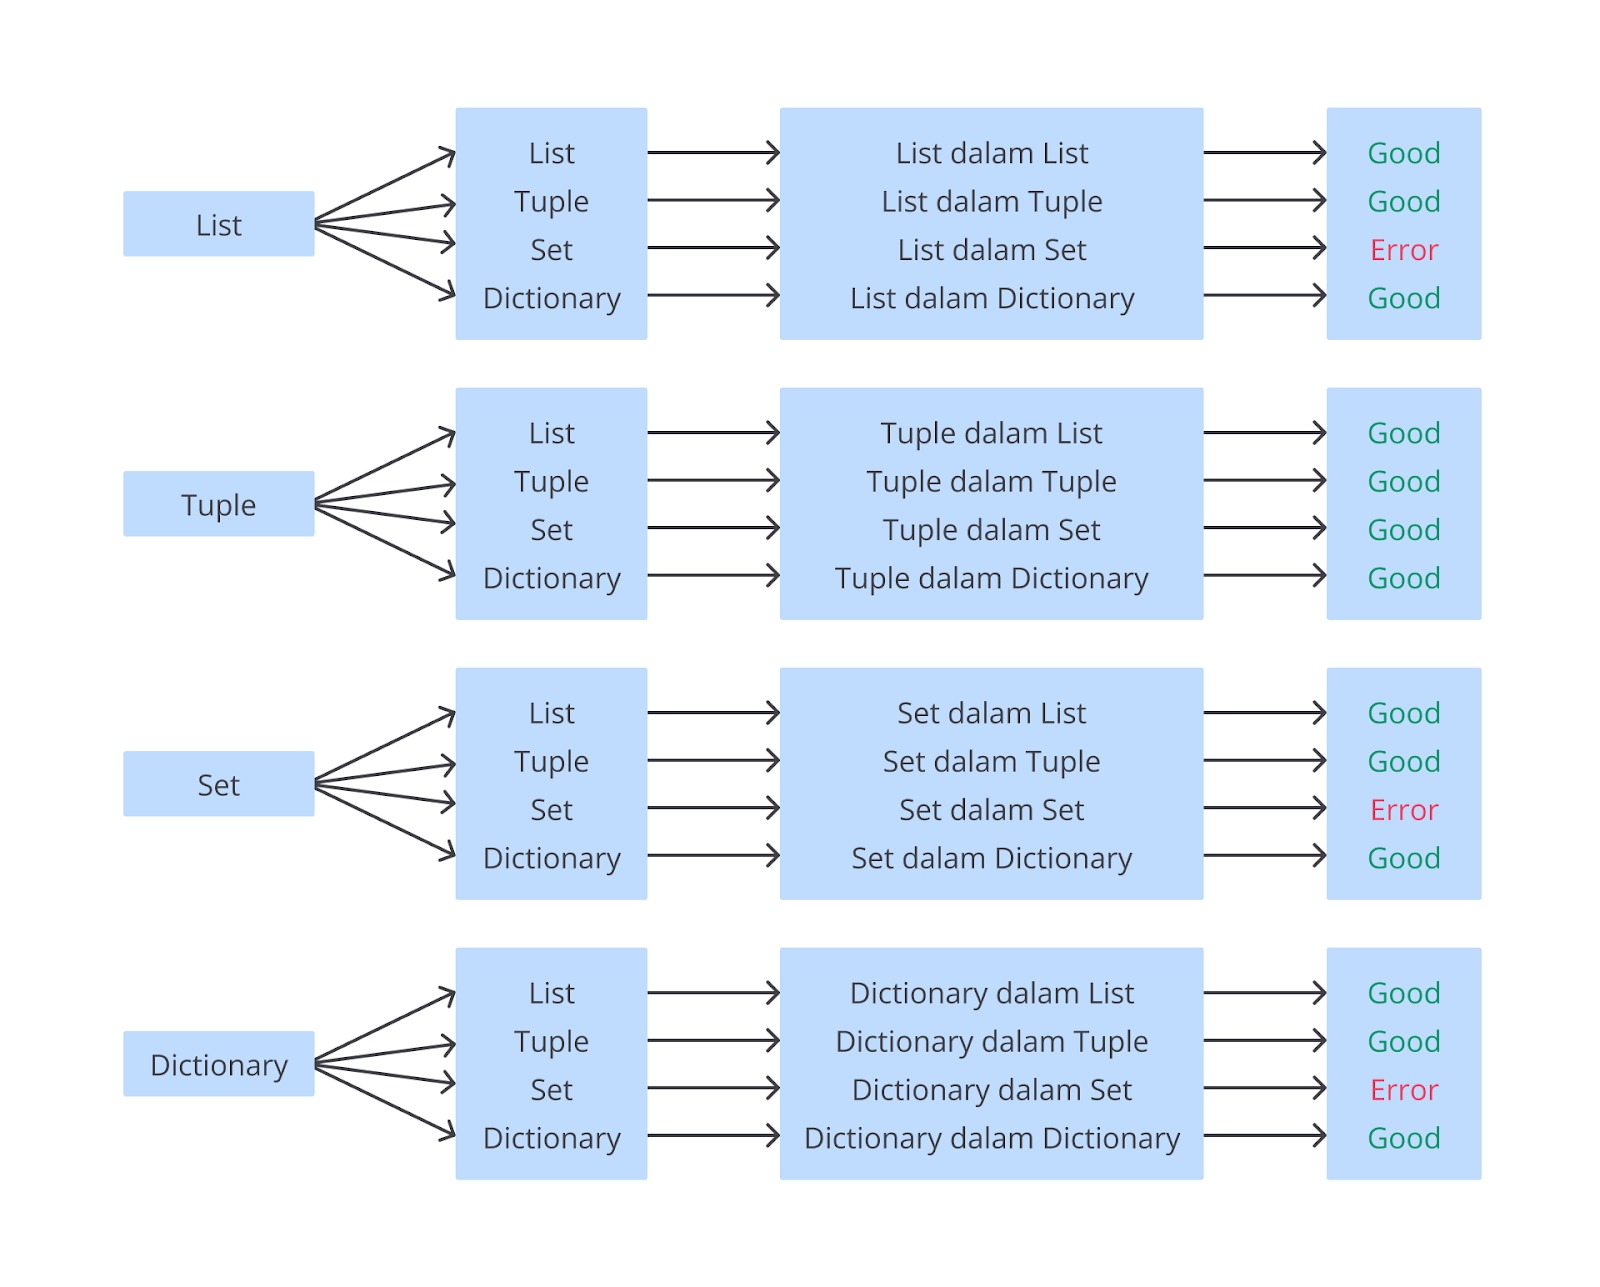 List
List
Tuple
Set
Dictionary
List dalam List
List dalam Tuple
List dalam Set
List dalam Dictionary
Good
Good
Error
Good
Tuple
List
Tuple
Set
Dictionary
Tuple dalam List
Tuple dalam Tuple
Tuple dalam Set
Tuple dalam Dictionary
Good
Good
Good
Good
Set
List
Tuple
Set
Dictionary
Set dalam List
Set dalam Tuple
Set dalam Set
Set dalam Dictionary
Good
Good
Error
Good
Dictionary
List
Tuple
Set
Dictionary
Dictionary dalam List
Dictionary dalam Tuple
Dictionary dalam Set
Dictionary dalam Dictionary
Good
Good
Error
Good